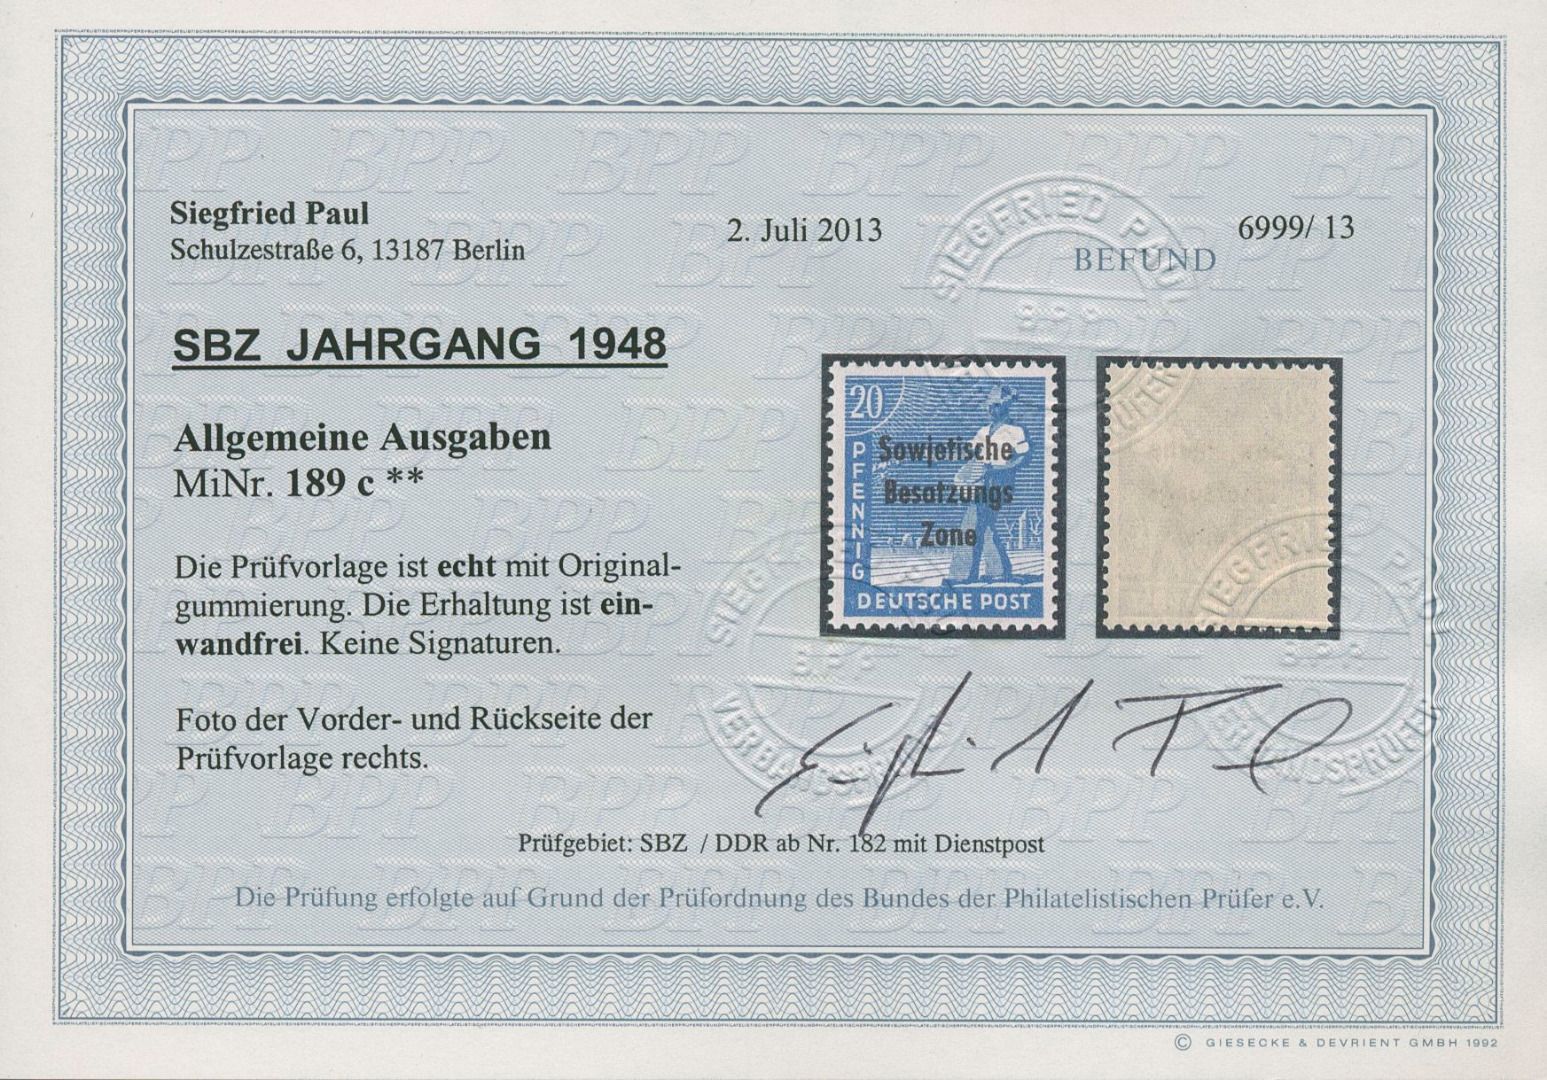 Siegfried Paul
Schulzestraße 6, 13187 Berlin
2. Juli 2013
6999/ 13
BEFUND
SBZ JAHRGANG 1948
Allgemeine Ausgaben
MiNr. 189 c **
Die Prüfvorlage ist echt mit Original-
gummierung. Die Erhaltung ist ein-
wandfrei. Keine Signaturen.
Foto der Vorder- und Rückseite der
Prüfvorlage rechts.
20
PFENNIG
Sowjetische
Besatzungs
Zone
DEUTSCHE POST
SIEGFRIED PAUL
B.P.P.
VERBANDSPRÜFER
Prüfgebiet: SBZ / DDR ab Nr. 182 mit Dienstpost
Die Prüfung erfolgte auf Grund der Prüfordnung des Bundes der Philatelistischen Prüfer e.V.
© GIESECKE & DEVRIENT GMBH 1992